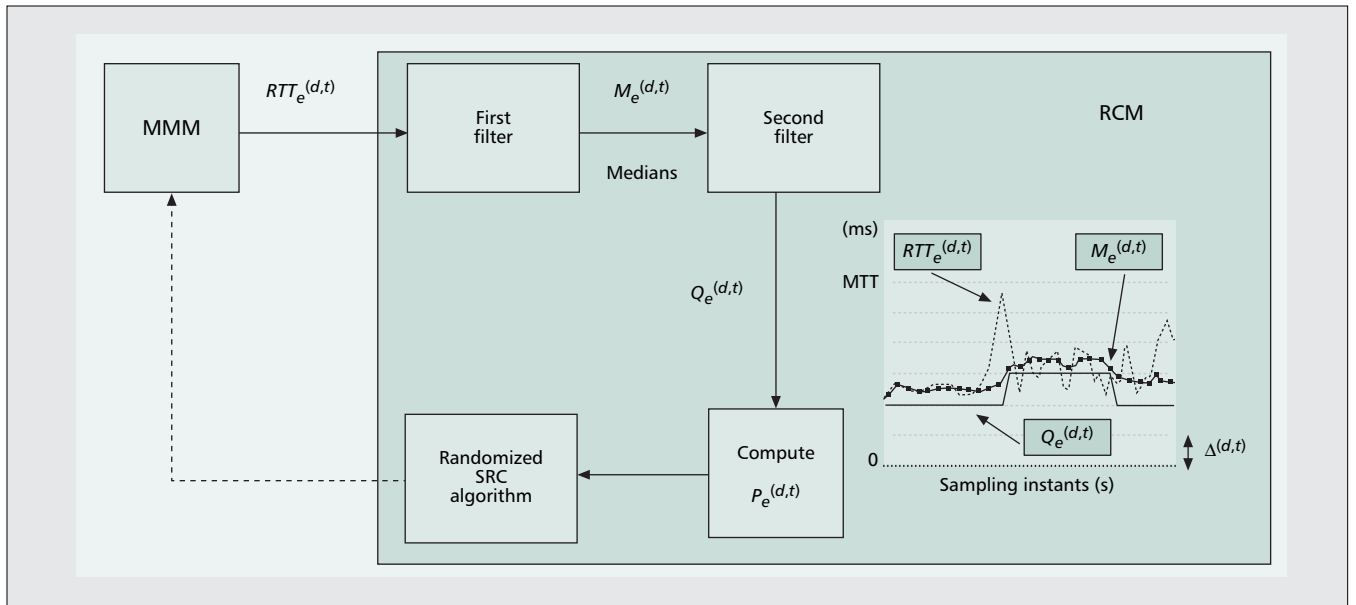 MMM
RTTe(d,t)
First
filter
Me(d,t)
Medians
Second
filter
RCM
Qe(d,t)
Compute
Pe(d,t)
Randomized
SRC
algorithm
(ms)
MTT
0
RTTe(d,t)
Me(d,t)
Qe(d,t)
Δ(d,t)
Sampling instants (s)